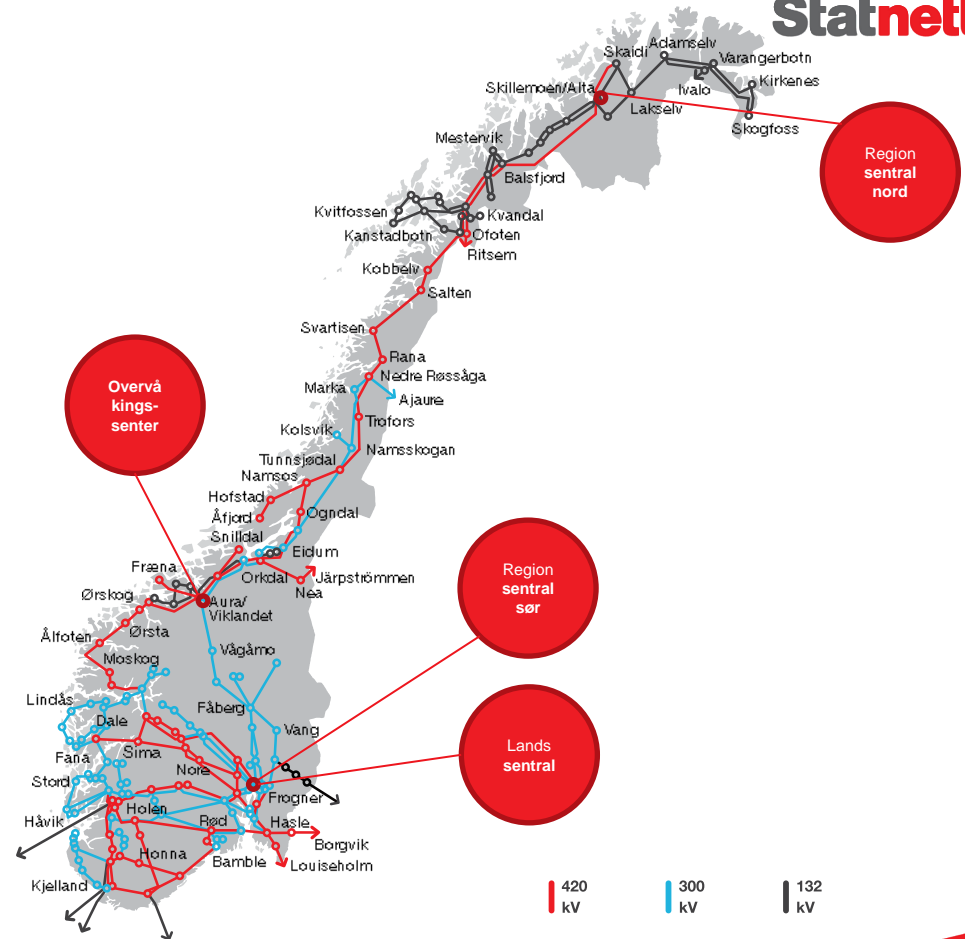 Statnett
Skaidi
Adamselv
Varangerbotn
Skillemoen/Alta
Ivalo
Kirkenes
Lakselv
Skogfoss
Mestervik
Region
sentral
nord
Balsfjord
Kvitfossen
Kvandal
Kanstadbotn
Ofoten
Ritsem
Kobbelv
Salten
Svartisen
Rana
Nedre Røssåga
Marka
Ajaure
Overvå
kings-
senter
Trofors
Kolsvik
Namsskogan
Tunnsjødal
Namsos
Hofstad
Ogndal
Åfjord
Snilldal
Eidum
Fræna
Orkdal
Järpströmmen
Nea
Region
sentral
sør
Ørskog
Aura/
Viklandet
Ørsta
Ålfoten
Vågåmo
Moskog
Lindås
Fåberg
Dale
Vang
Sima
Fana
Lands
sentral
Nore
Stord
Frogner
Holen
Håvik
Rød
Hasle
Borgvik
Honna
Bamble
Louiseholm
Kjelland
420
kV
300
kV
132
kV